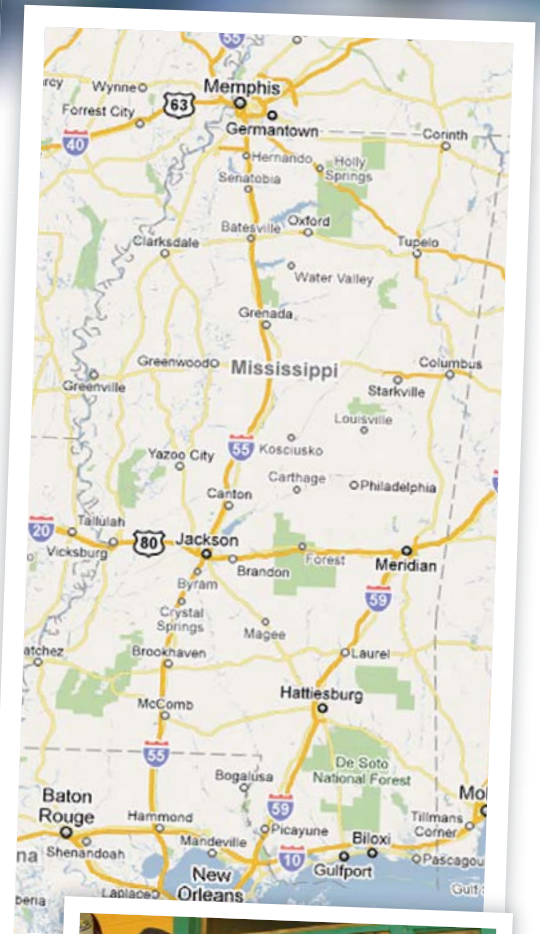 55
rcy
Wynne
Memphis
63
Forrest City
Germantown
40
Corinth
Hernando
Holly
Springs
Senatobia
Batesville
Oxford
Clarksdale
Tupelo
Water Valley
Grenada
Greenwood
Mississippi
Columbus
Greenville
Starkville
Louisville
55
Kosciusko
Yazoo City
Carthage
Philadelphia
Canton
20
Tallulah
80
Jackson
Vicksburg
Forest
Meridian
Brandon
Byram
59
Crystal
Springs
Magee
atchez
Brookhaven
Laurel
Hattiesburg
McComb
55
De Soto
National Forest
Bogalusa
Baton
Rouge
59
Mo
Hammond
Tillmans
Corner
Picayune
Mandeville
Biloxi
na
Shenandoah
10
Gulfport
Pascagou
New
Orleans
Laplace
Gulf
beria